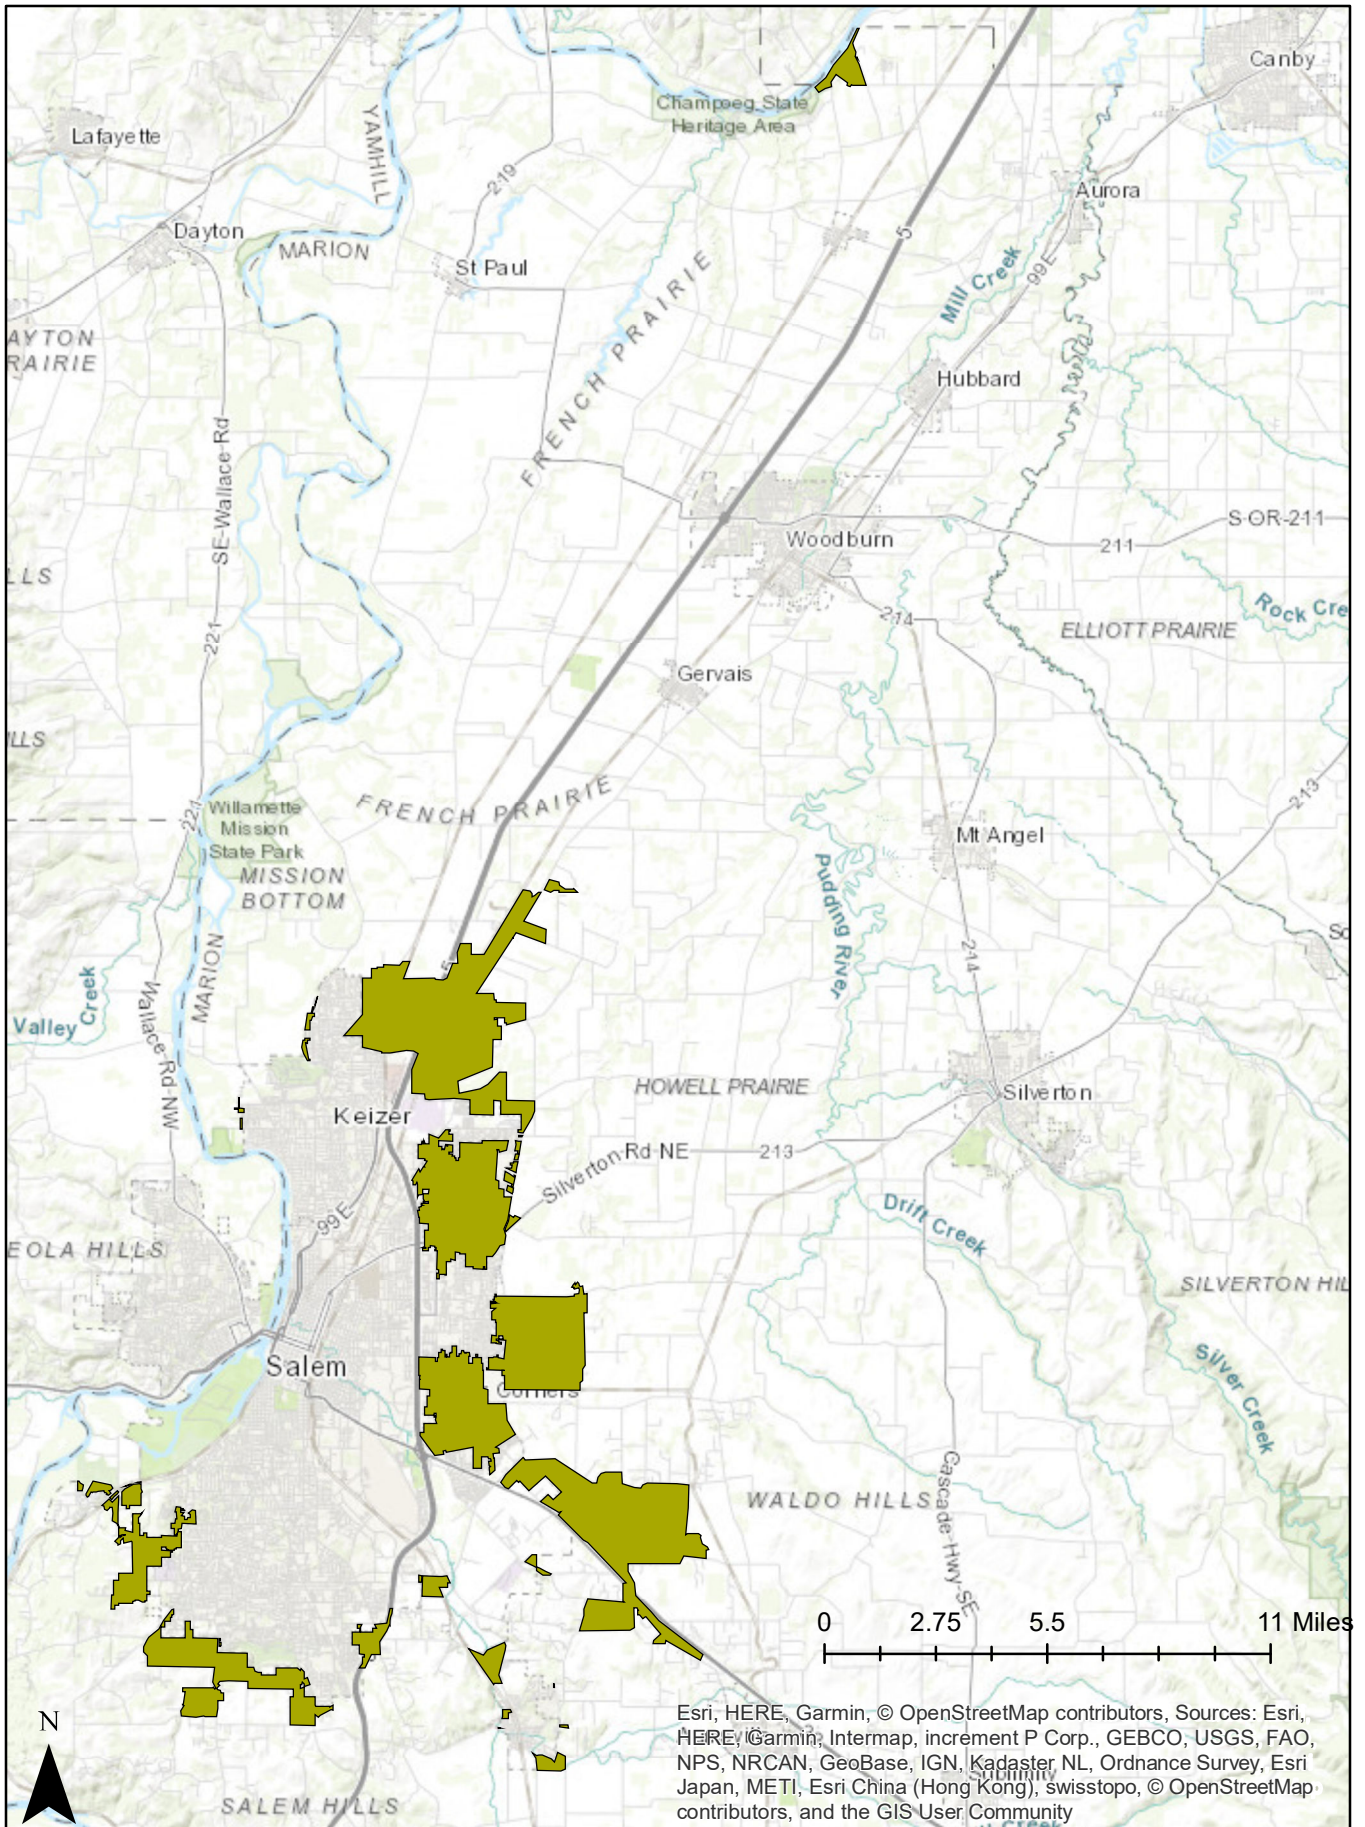 Canby
Champoeg State
Heritage Area
Lafayette
YAMHILL
219
Aurora
Dayton
MARION
St Paul
5
Mill Creek
99E
AYTON
RAIRIE
FRENCH PRAIRIE
Hubbard
SE-Wallace-Rd
S-OR-211
Woodburn
211
LLS
Rock Cre
214
ELLIOTT PRAIRIE
221
Gervais
ILLS
213
FRENCH PRAIRIE
221
Willamette
Mission
State Park
Mt Angel
MISSION
BOTTOM
Pudding River
214
MARION
5
Valley Creek
Wallace Rd NW
HOWELL PRAIRIE
Silverton
Keizer
Silverton-Rd NE
213
99E
Drift Creek
EOLA HILLS
SILVERTON HIL
Salem
Silver Creek
Corners
WALDO HILLS
Cascade-Hwy-SE
0 2.75 5.5 11 Miles
N
Esri, HERE, Garmin, © OpenStreetMap contributors, Sources: Esri,
HERE, Garmin, Intermap, increment P Corp., GEBCO, USGS, FAO,
NPS, NRCAN, GeoBase, IGN, Kadaster NL, Ordnance Survey, Esri
Japan, METI, Esri China (Hong Kong), swisstopo, © OpenStreetMap
contributors, and the GIS User Community
Sublimity
SALEM HILLS
Creek